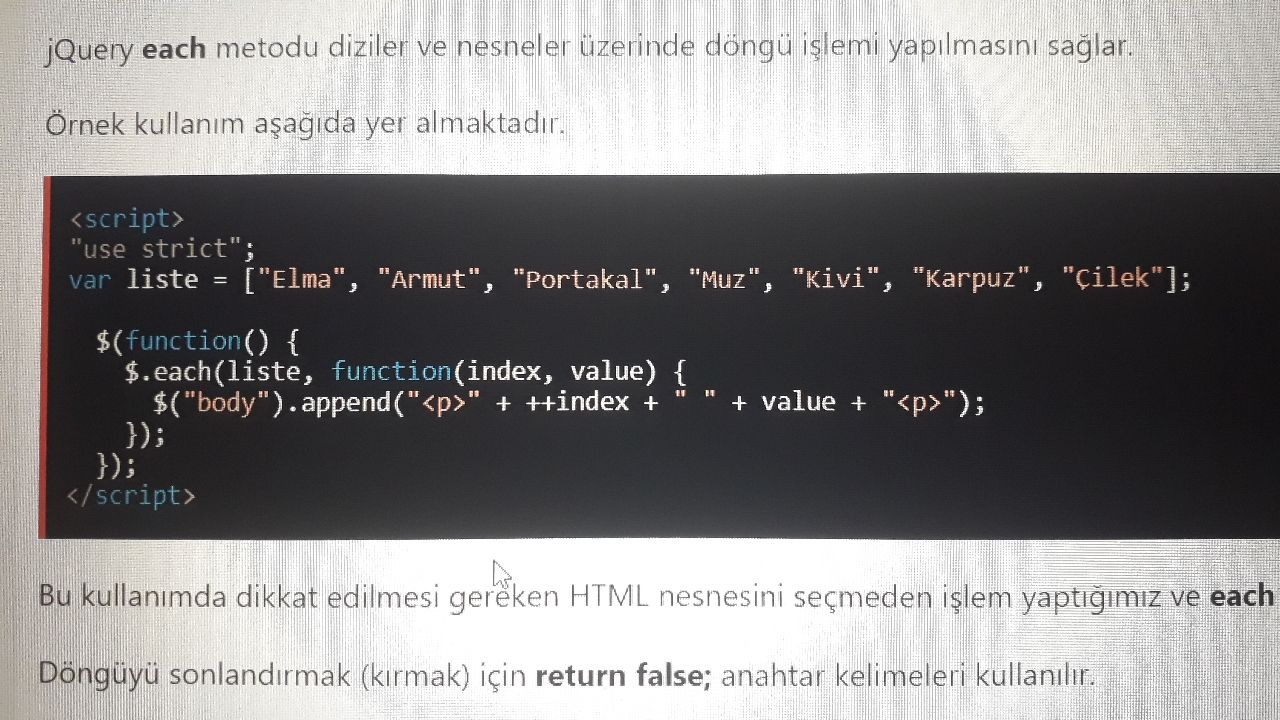 jQuery each metodu diziler ve nesneler üzerinde döngü işlemi yapılmasını sağlar.
Örnek kullanım aşağıda yer almaktadır.
<script>
"use strict";
var liste = ["Elma", "Armut", "Portakal", "Muz", "Kivi", "Karpuz", "Çilek"];
$(function() {
$.each(liste, function(index, value) {
$("body").append("<p>" + ++index + " " + value + "<p>");
});
});
</script>
Bu kullanımda dikkat edilmesi gereken HTML nesnesini seçmeden işlem yaptığımız ve each
Döngüyü sonlandırmak (kırmak) için return false; anahtar kelimeleri kullanılır.